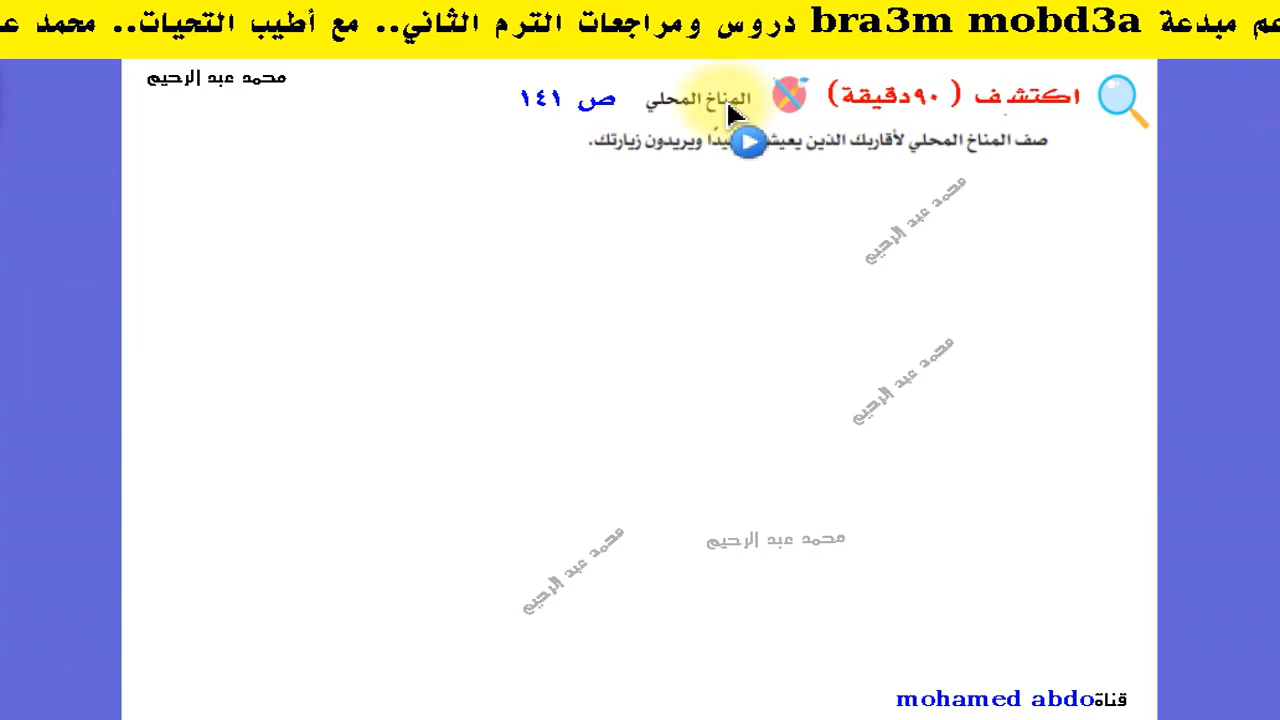 عم مبدعة bra3m mobd3a دروس ومراجعات الترم الثاني.. مع أطيب التحيات.. محمد عـ
محمد عبد الرحيم
اكتشف ( ٩٠دقيقة) المناخ المحلي ص ١٤١
صف المناخ المحلي لأقاربك الذين يعيشون بعيدًا ويريدون زيارتك.
محمد عبد الرحيم
محمد عبد الرحيم
محمد عبد الرحيم
محمد عبد الرحيم
قناةmohamed abdo